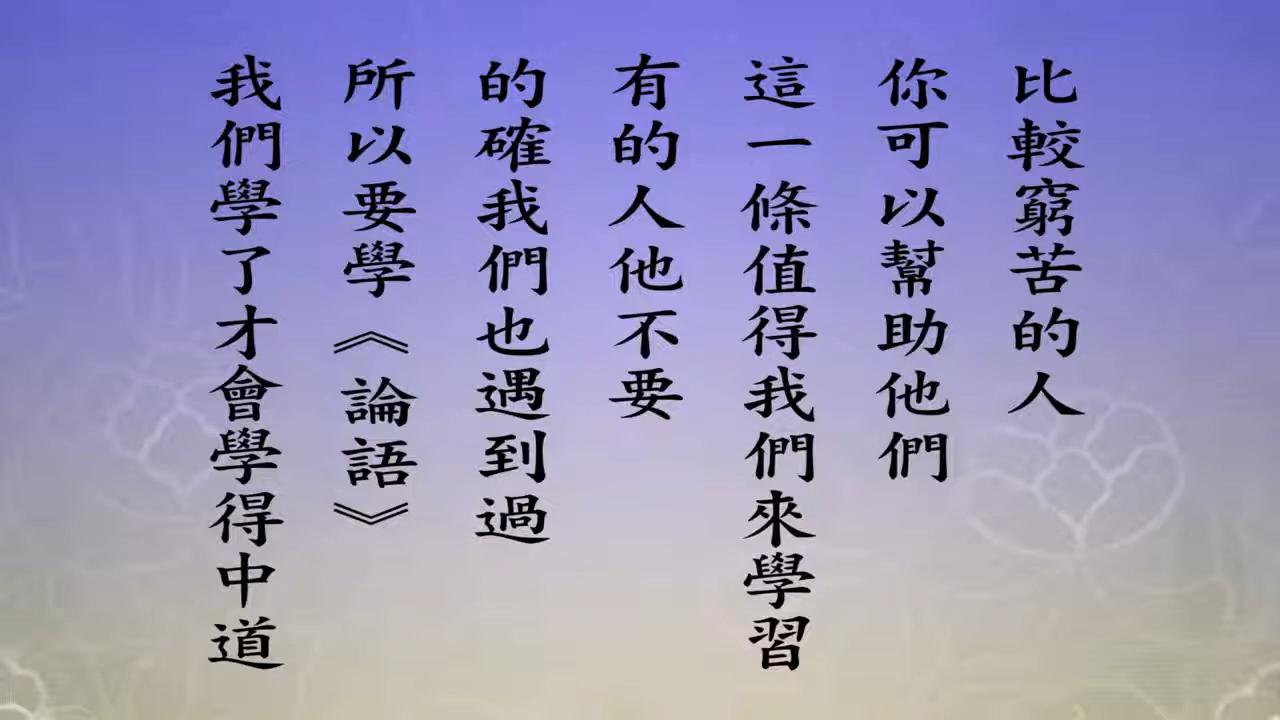 比較窮苦的人
你可以幫助他們
這一條值得我們來學習
有的人他不要
的確我們也遇到過
所以要學《論語》
我們學了才會學得中道